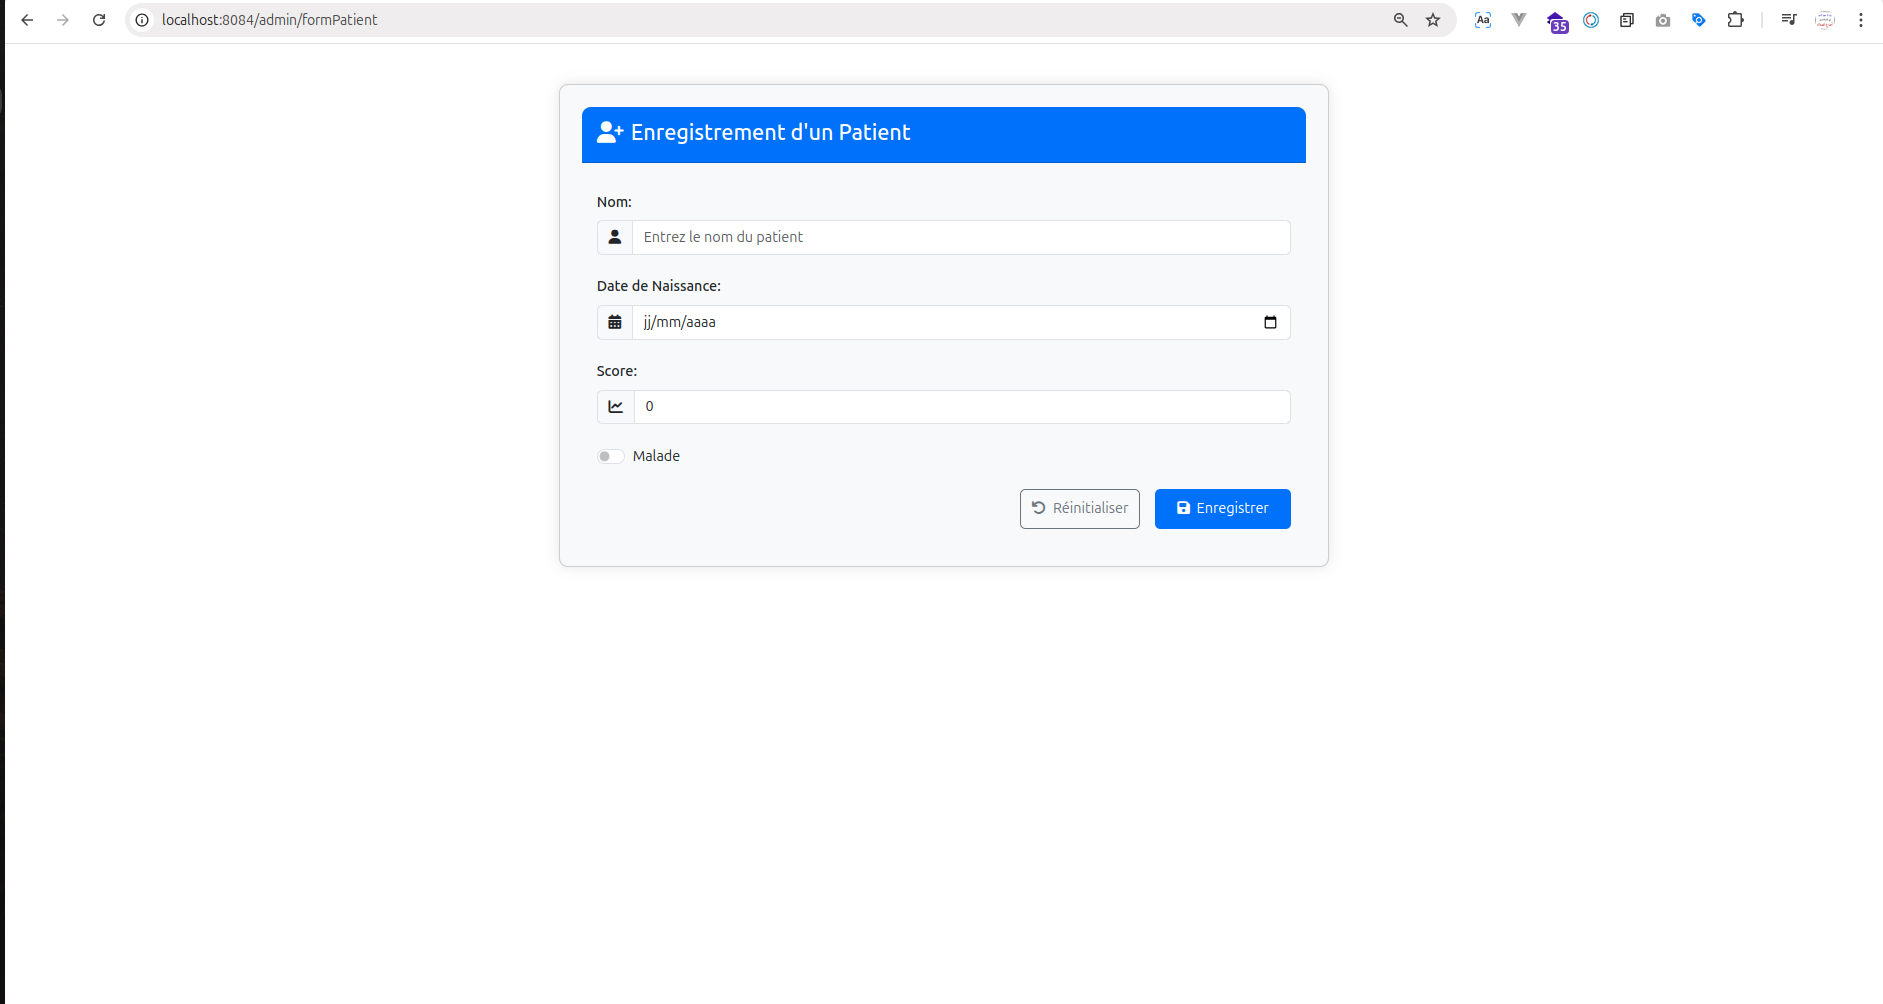 localhost:8084/admin/formPatient
Aa
35
Enregistrement d'un Patient
Nom:
Entrez le nom du patient
Date de Naissance:
jj/mm/aaaa
Score:
0
Malade
Réinitialiser
Enregistrer